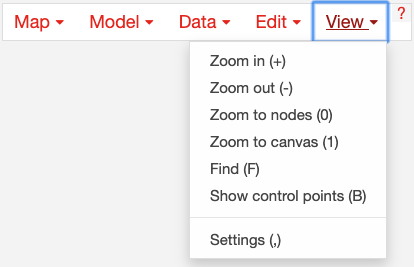 Map Model Data Edit View ?
Zoom in (+)
Zoom out (-)
Zoom to nodes (0)
Zoom to canvas (1)
Find (F)
Show control points (B)
Settings (,)